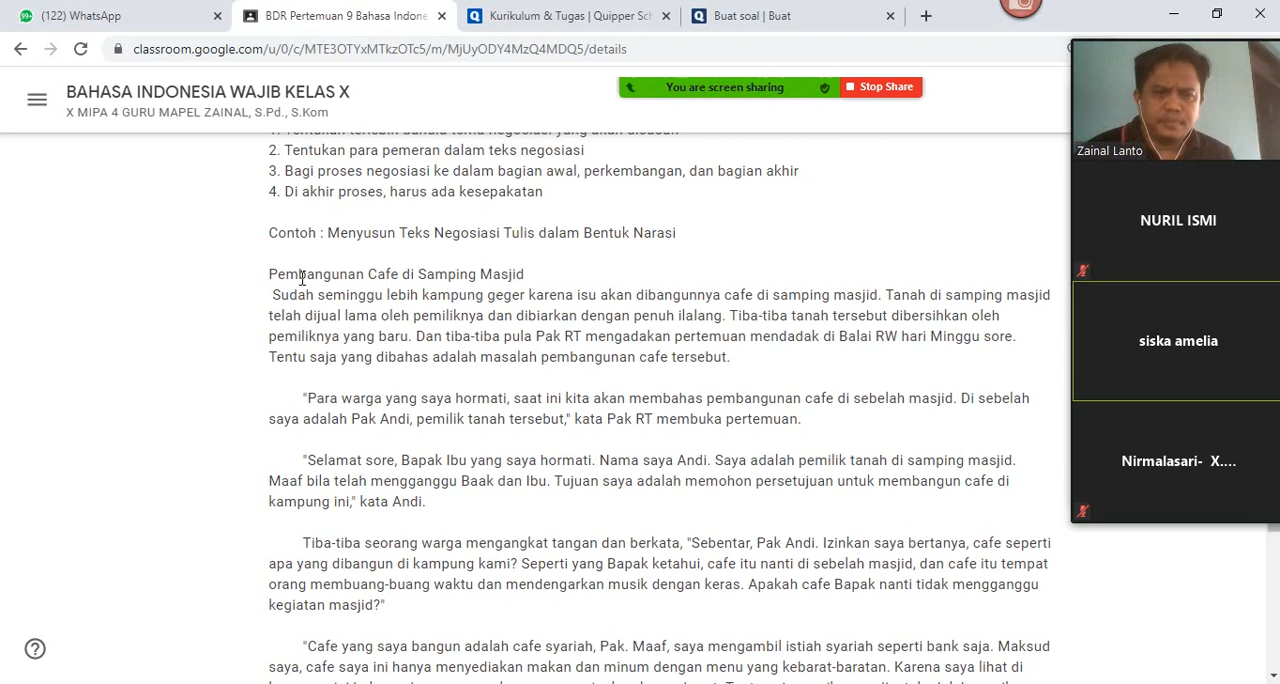 (122) WhatsApp
BDR Pertemuan 9 Bahasa Indone
Kurikulum & Tugas | Quipper Sch
Buat soal | Buat
classroom.google.com/u/0/c/MTE3OTYxMTkzOTc5/m/MjUyODY4MzQ4MDQ5/details
BAHASA INDONESIA WAJIB KELAS X
X MIPA 4 GURU MAPEL ZAINAL, S.Pd., S.Kom
You are screen sharing
Stop Share
1. Tentukan terlebih dahulu tema negosiasi yang akan disusun
2. Tentukan para pemeran dalam teks negosiasi
3. Bagi proses negosiasi ke dalam bagian awal, perkembangan, dan bagian akhir
4. Di akhir proses, harus ada kesepakatan
Contoh : Menyusun Teks Negosiasi Tulis dalam Bentuk Narasi
Pembangunan Cafe di Samping Masjid
Sudah seminggu lebih kampung geger karena isu akan dibangunnya cafe di samping masjid. Tanah di samping masjid
telah dijual lama oleh pemiliknya dan dibiarkan dengan penuh ilalang. Tiba-tiba tanah tersebut dibersihkan oleh
pemiliknya yang baru. Dan tiba-tiba pula Pak RT mengadakan pertemuan mendadak di Balai RW hari Minggu sore.
Tentu saja yang dibahas adalah masalah pembangunan cafe tersebut.
"Para warga yang saya hormati, saat ini kita akan membahas pembangunan cafe di sebelah masjid. Di sebelah
saya adalah Pak Andi, pemilik tanah tersebut," kata Pak RT membuka pertemuan.
"Selamat sore, Bapak Ibu yang saya hormati. Nama saya Andi. Saya adalah pemilik tanah di samping masjid.
Maaf bila telah mengganggu Baak dan Ibu. Tujuan saya adalah memohon persetujuan untuk membangun cafe di
kampung ini," kata Andi.
Tiba-tiba seorang warga mengangkat tangan dan berkata, "Sebentar, Pak Andi. Izinkan saya bertanya, cafe seperti
apa yang dibangun di kampung kami? Seperti yang Bapak ketahui, cafe itu nanti di sebelah masjid, dan cafe itu tempat
orang membuang-buang waktu dan mendengarkan musik dengan keras. Apakah cafe Bapak nanti tidak mengganggu
kegiatan masjid?"
"Cafe yang saya bangun adalah cafe syariah, Pak. Maaf, saya mengambil istiah syariah seperti bank saja. Maksud
saya, cafe saya ini hanya menyediakan makan dan minum dengan menu yang kebarat-baratan. Karena saya lihat di
Zainal Lanto
NURIL ISMI
siska amelia
Nirmalasari- X....